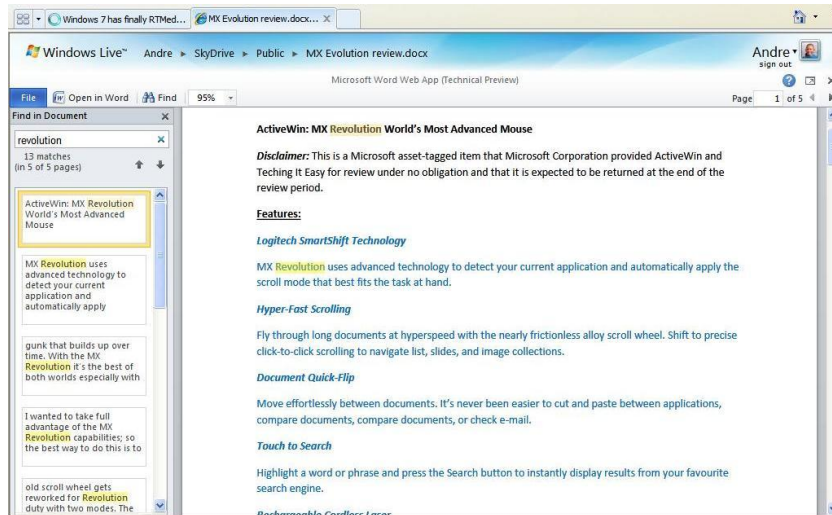 Windows 7 has finally RTMed...
MX Evolution review.docx...
Windows Live™ Andre ▸ SkyDrive ▸ Public ▸ MX Evolution review.docx
Andre
sign out
Microsoft Word Web App (Technical Preview)
File Open in Word Find 95% Page 1 of 5
Find in Document
revolution
13 matches
(in 5 of 5 pages)
ActiveWin: MX Revolution
World's Most Advanced
Mouse
MX Revolution uses
advanced technology to
detect your current
application and
automatically apply
gunk that builds up over
time. With the MX
Revolution it's the best of
both worlds especially with
I wanted to take full
advantage of the MX
Revolution capabilities; so
the best way to do this is to
old scroll wheel gets
reworked for Revolution
duty with two modes. The
ActiveWin: MX Revolution World's Most Advanced Mouse
Disclaimer: This is a Microsoft asset-tagged item that Microsoft Corporation provided ActiveWin and
Teching It Easy for review under no obligation and that it is expected to be returned at the end of the
review period.
Features:
Logitech SmartShift Technology
MX Revolution uses advanced technology to detect your current application and automatically apply the
scroll mode that best fits the task at hand.
Hyper-Fast Scrolling
Fly through long documents at hyperspeed with the nearly frictionless alloy scroll wheel. Shift to precise
click-to-click scrolling to navigate list, slides, and image collections.
Document Quick-Flip
Move effortlessly between documents. It's never been easier to cut and paste between applications,
compare documents, compare documents, or check e-mail.
Touch to Search
Highlight a word or phrase and press the Search button to instantly display results from your favourite
search engine.
Rechargeable Cordless Laser